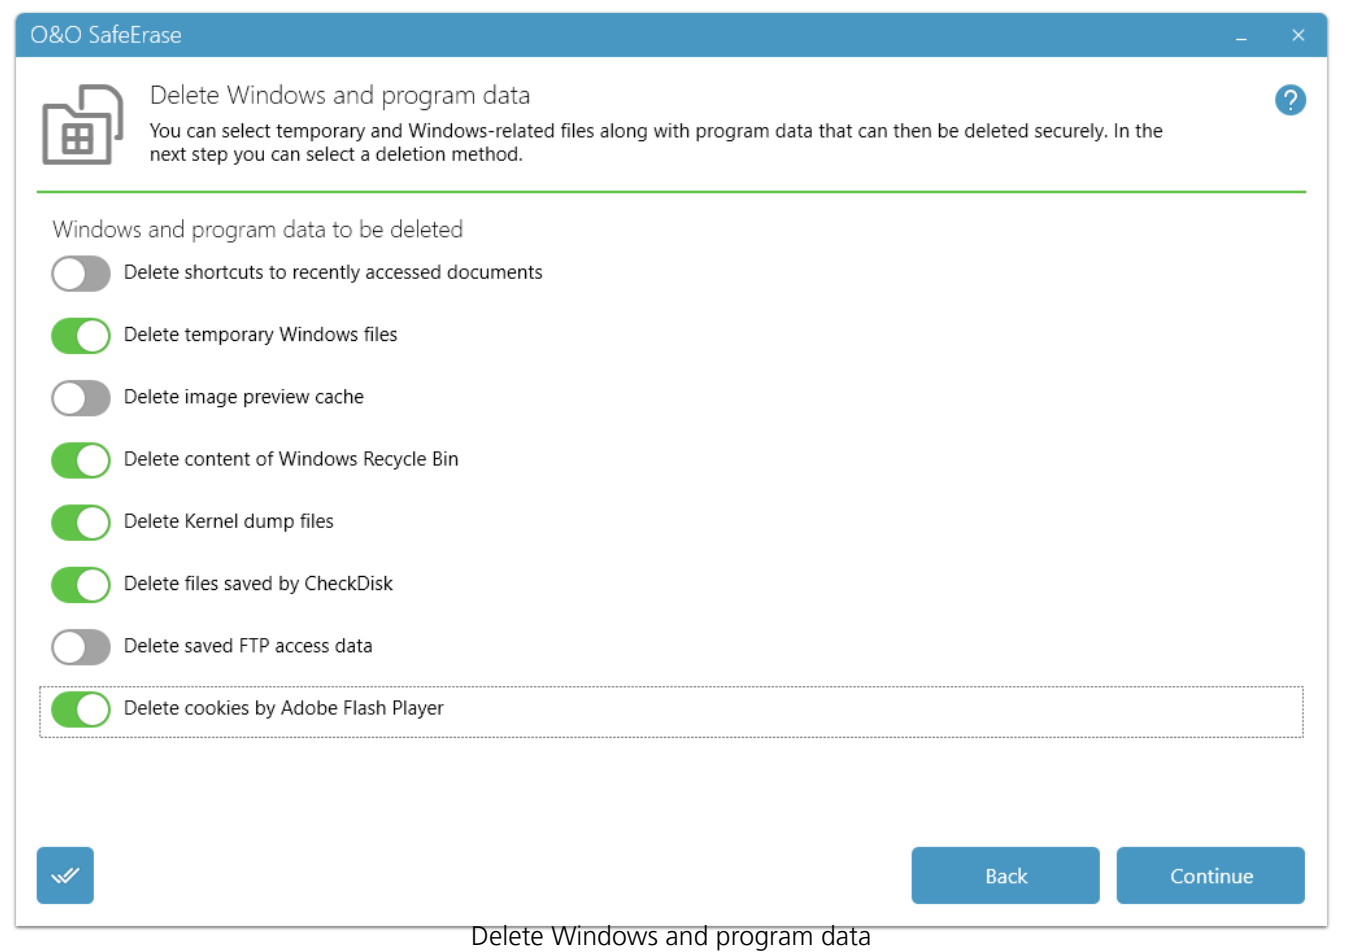 O&O SafeErase
Delete Windows and program data
You can select temporary and Windows-related files along with program data that can then be deleted securely. In the
next step you can select a deletion method.
?
Windows and program data to be deleted
Delete shortcuts to recently accessed documents
Delete temporary Windows files
Delete image preview cache
Delete content of Windows Recycle Bin
Delete Kernel dump files
Delete files saved by CheckDisk
Delete saved FTP access data
Delete cookies by Adobe Flash Player
Back
Continue
Delete Windows and program data